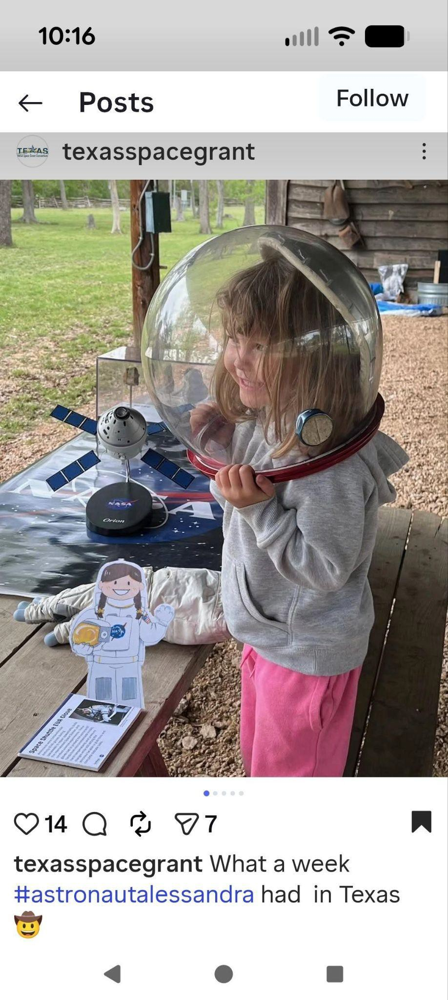 10:16
Posts
Follow
TEXAS
texasspacegrant
NASA
NASA
Orion
NASA
Space Shuttle EVA Glove
14
7
texasspacegrant What a week
#astronautalessandra had in Texas
🤠